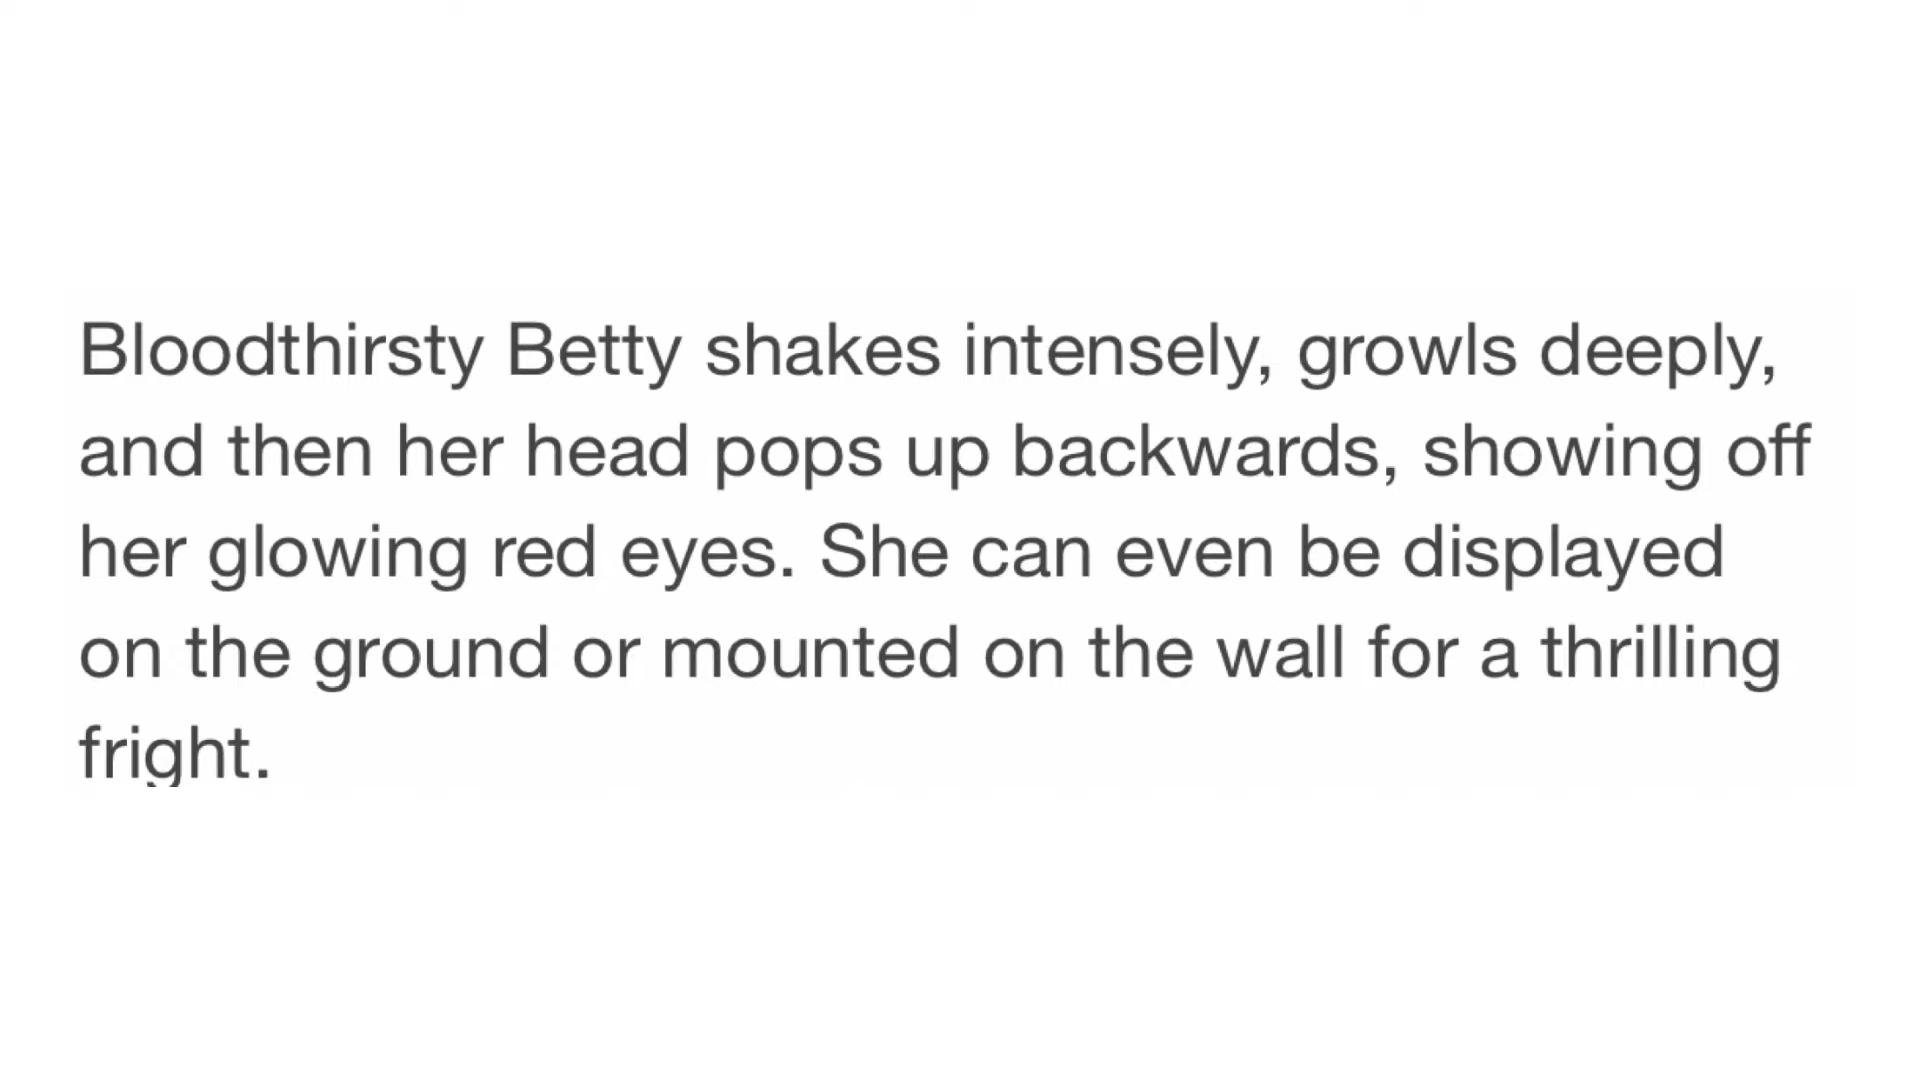 Bloodthirsty Betty shakes intensely, growls deeply,
and then her head pops up backwards, showing off
her glowing red eyes. She can even be displayed
on the ground or mounted on the wall for a thrilling
fright.